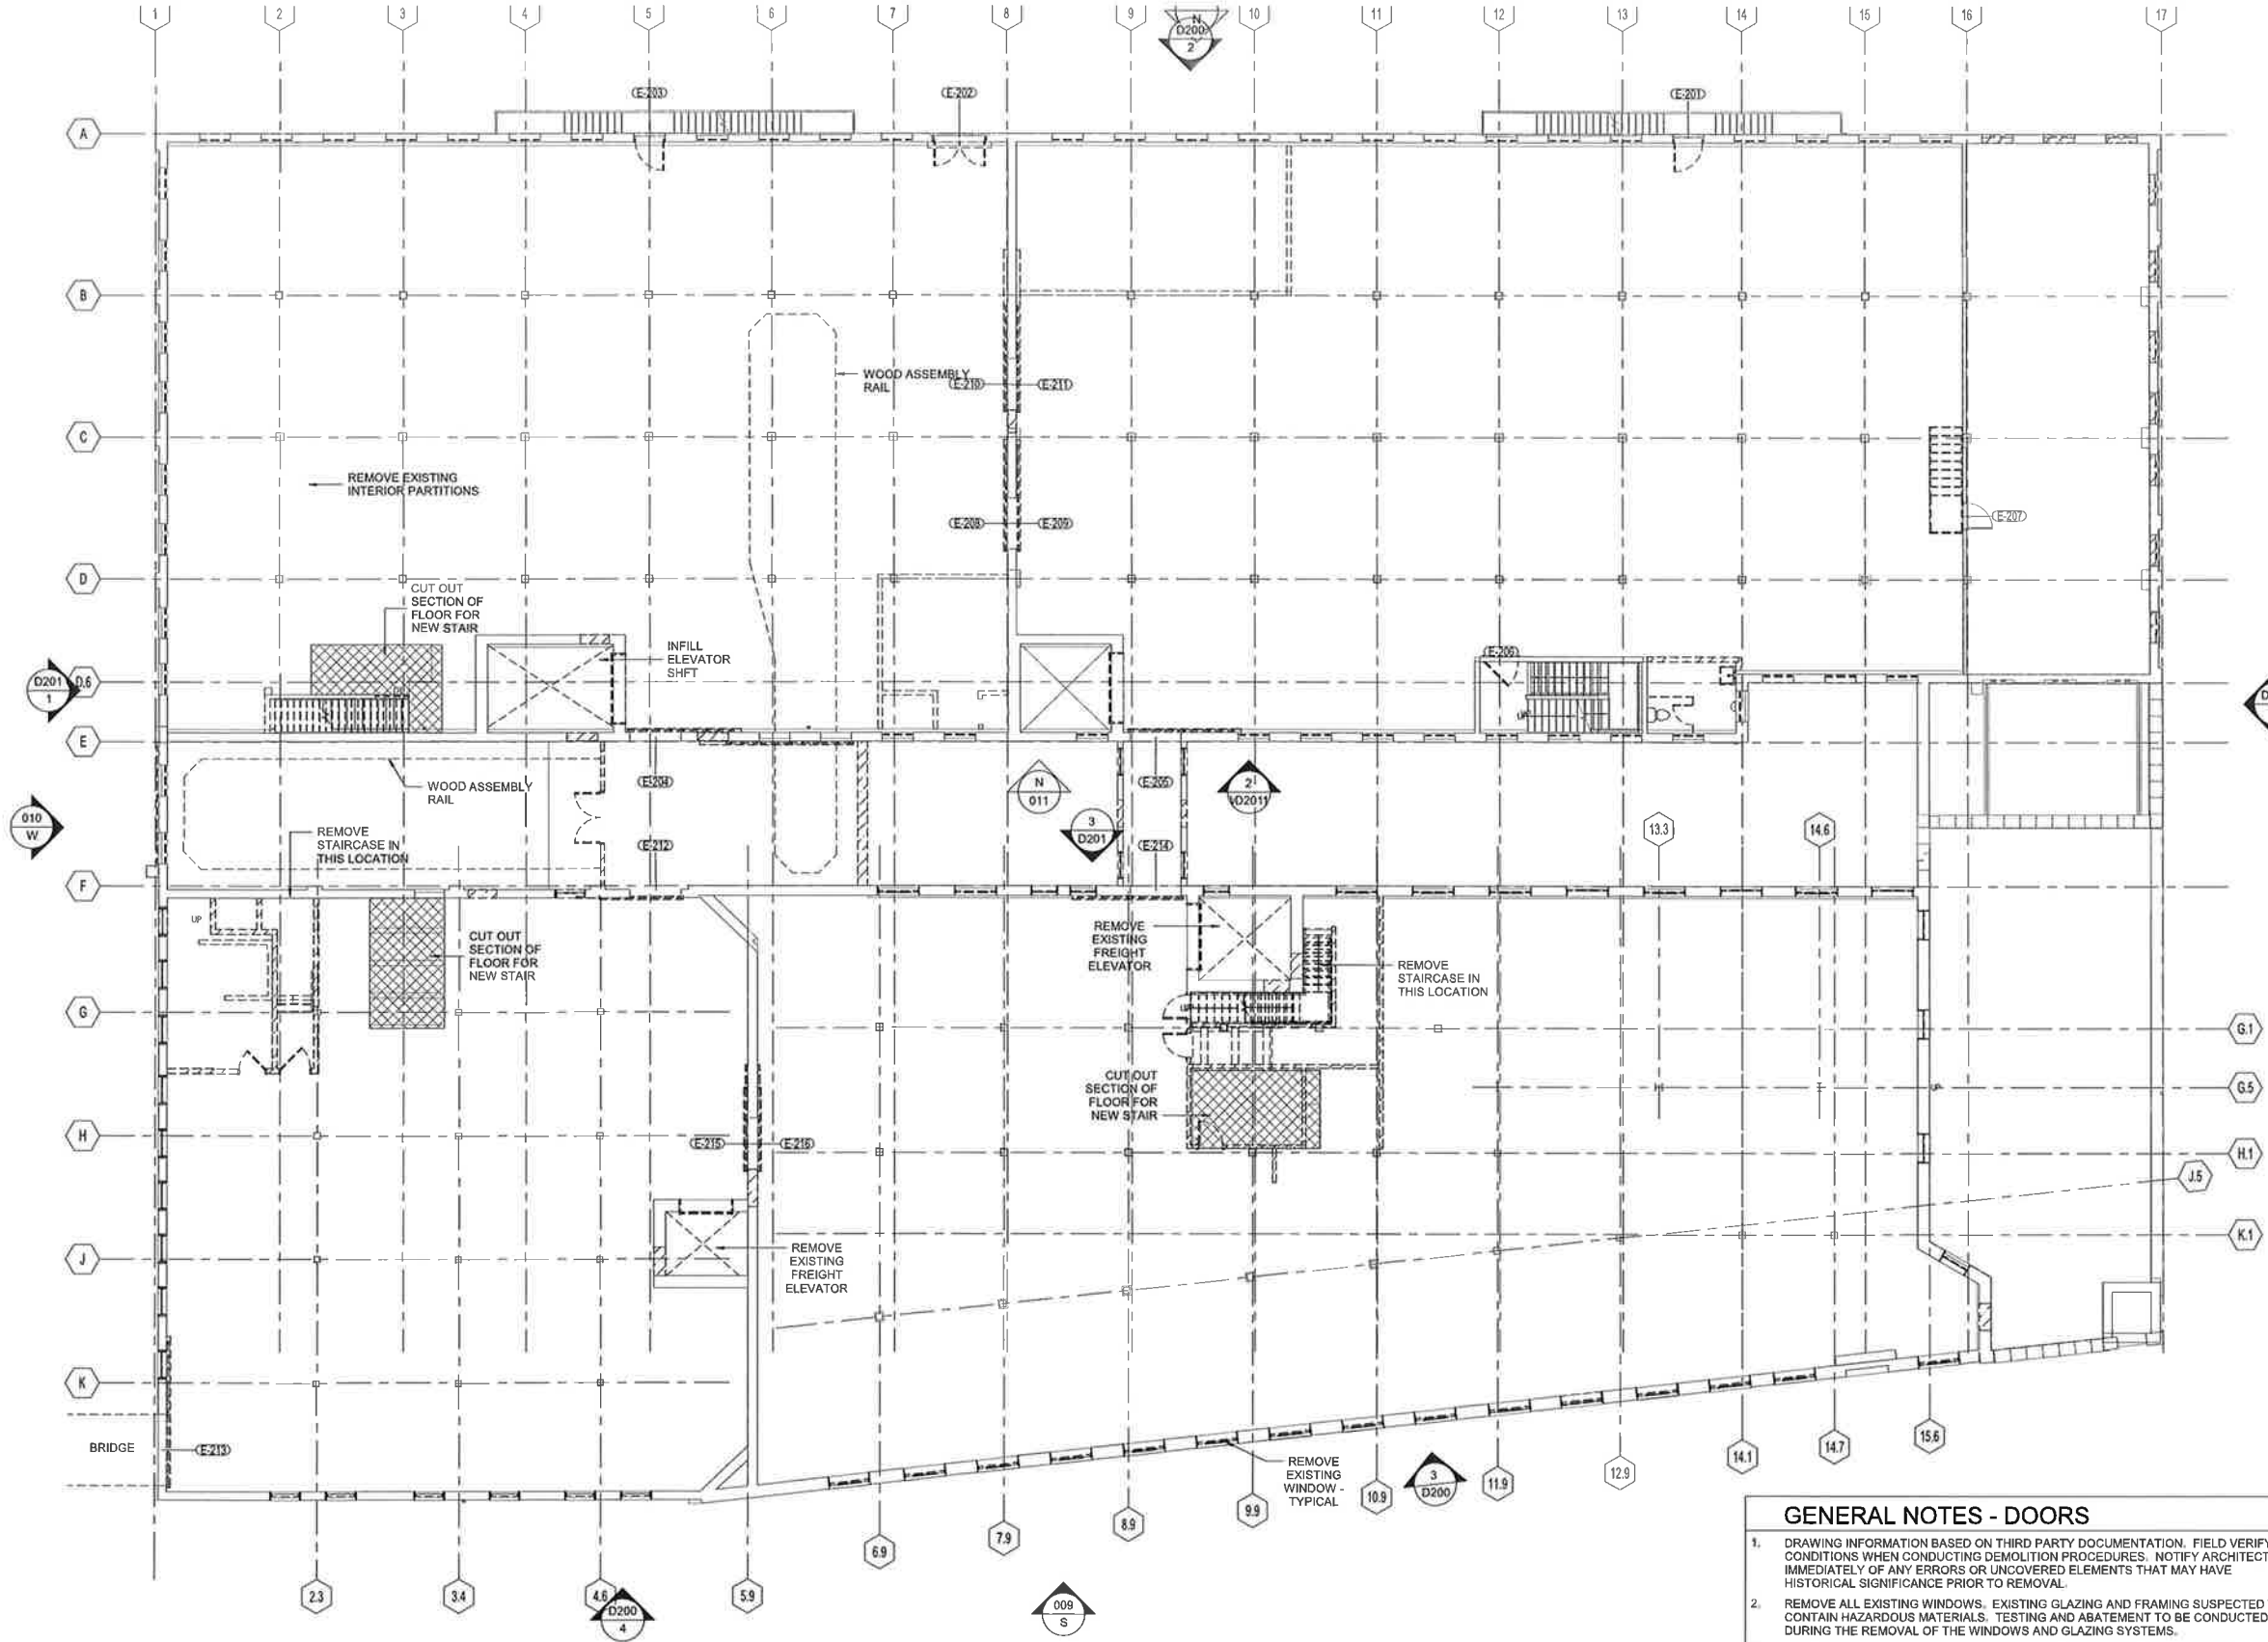 1
2
3
4
5
6
7
8
9
10
11
12
13
14
15
16
17
N
D200
2
E-203
E-202
E-201
A
B
WOOD ASSEMBLY
RAIL
E-210
E-211
C
REMOVE EXISTING
INTERIOR PARTITIONS
E-208
E-209
E-207
D
CUT OUT
SECTION OF
FLOOR FOR
NEW STAIR
INFILL
ELEVATOR
SHFT
E-206
D201
1
D.6
UP
E
WOOD ASSEMBLY
RAIL
E-204
N
011
E-205
2
D2011
010
W
3
D201
13.3
14.6
REMOVE
STAIRCASE IN
THIS LOCATION
E-212
E-214
F
UP
CUT OUT
SECTION OF
FLOOR FOR
NEW STAIR
REMOVE
EXISTING
FREIGHT
ELEVATOR
REMOVE
STAIRCASE IN
THIS LOCATION
G
G.1
CUT OUT
SECTION OF
FLOOR FOR
NEW STAIR
UP
G.5
H
E-215
E-216
H.1
J.5
J
REMOVE
EXISTING
FREIGHT
ELEVATOR
K.1
K
BRIDGE
E-213
REMOVE
EXISTING
WINDOW -
TYPICAL
3
D200
2.3
3.4
4.6
5.9
6.9
7.9
8.9
9.9
10.9
11.9
12.9
14.1
14.7
15.6
D200
4
009
S
GENERAL NOTES - DOORS
1. DRAWING INFORMATION BASED ON THIRD PARTY DOCUMENTATION. FIELD VERIFY
CONDITIONS WHEN CONDUCTING DEMOLITION PROCEDURES. NOTIFY ARCHITECT
IMMEDIATELY OF ANY ERRORS OR UNCOVERED ELEMENTS THAT MAY HAVE
HISTORICAL SIGNIFICANCE PRIOR TO REMOVAL.
2. REMOVE ALL EXISTING WINDOWS. EXISTING GLAZING AND FRAMING SUSPECTED
CONTAIN HAZARDOUS MATERIALS. TESTING AND ABATEMENT TO BE CONDUCTED
DURING THE REMOVAL OF THE WINDOWS AND GLAZING SYSTEMS.